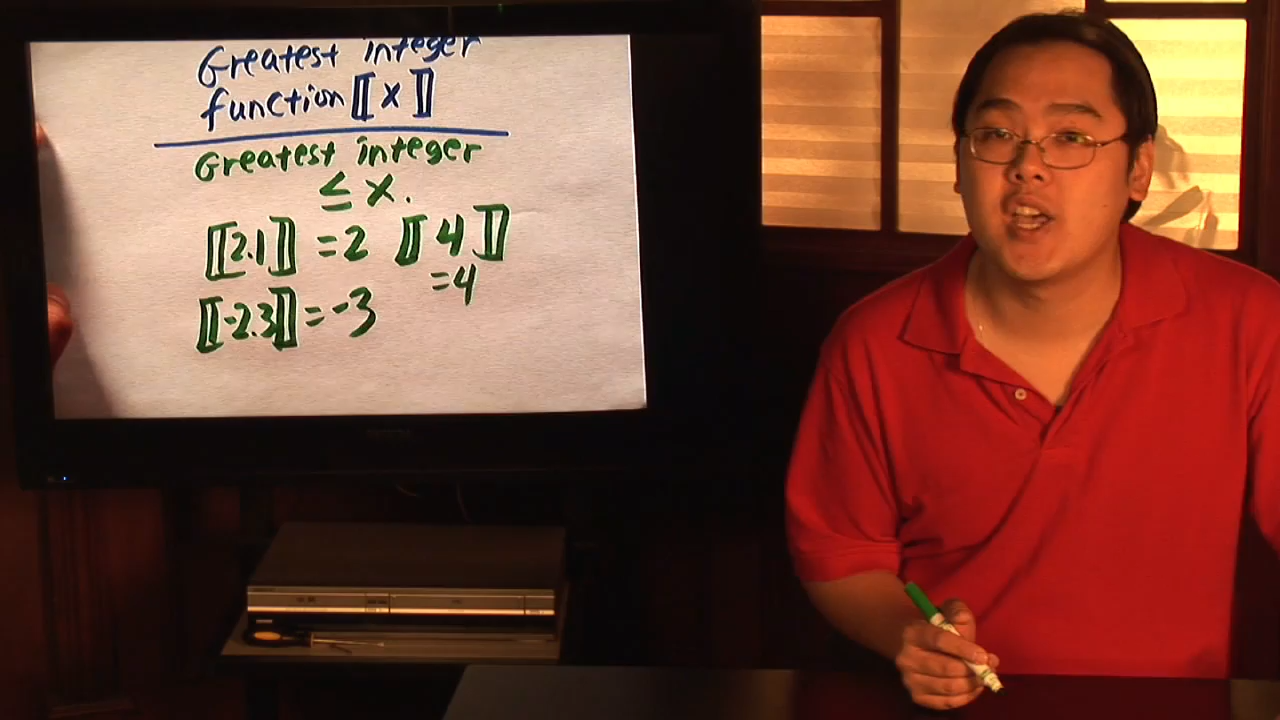 Greatest integer
function ⟦x⟧
Greatest integer
≤ x.
⟦2.1⟧ = 2 ⟦4⟧
= 4
⟦-2.3⟧ = -3